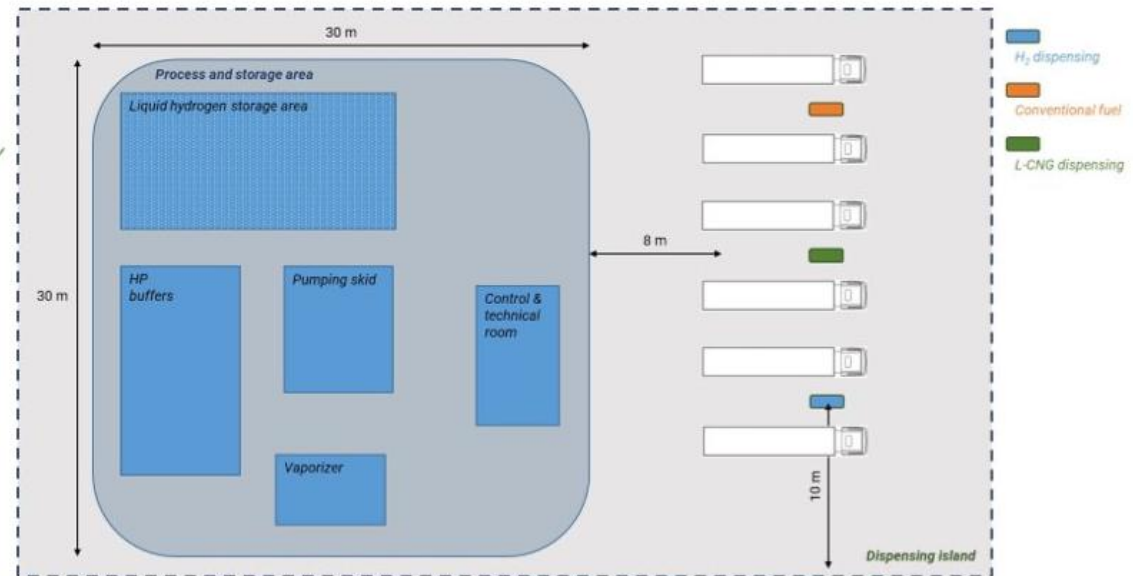 30 m
Process and storage area
Liquid hydrogen storage area
30 m
HP
buffers
Pumping skid
Control &
technical
room
Vaporizer
8 m
10 m
Dispensing island
H₂ dispensing
Conventional fuel
L-CNG dispensing